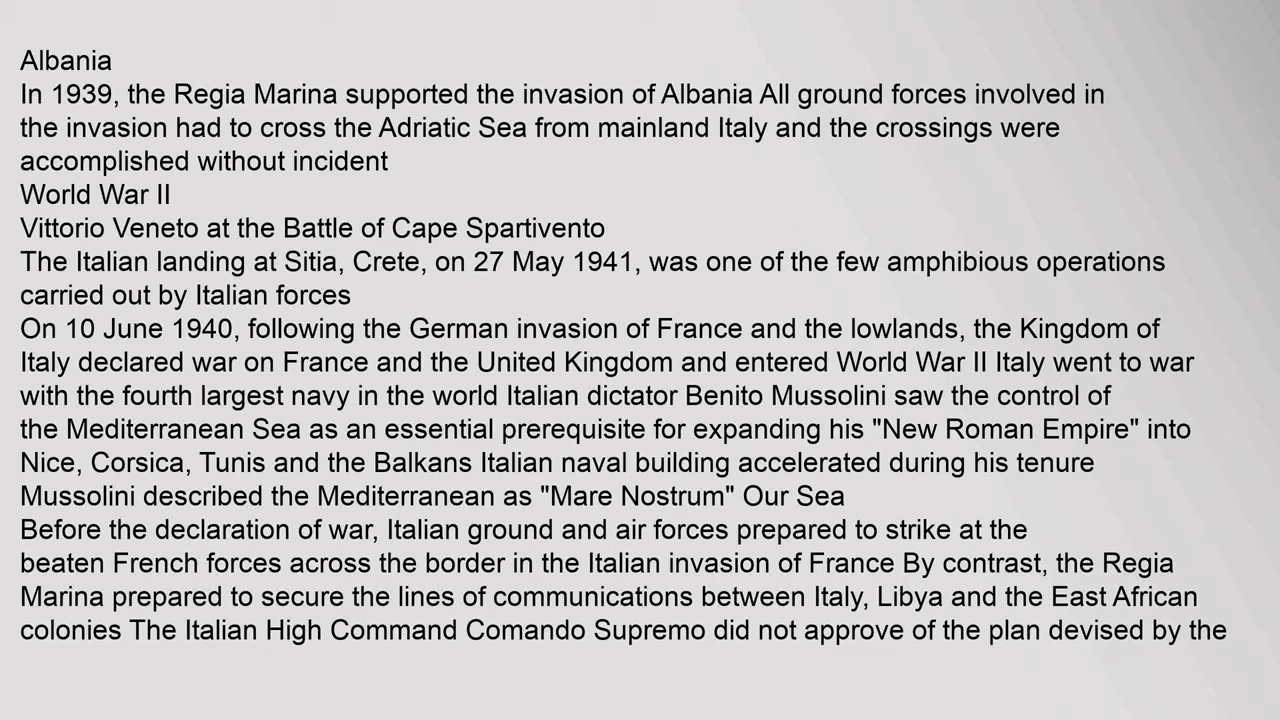 Albania
In 1939, the Regia Marina supported the invasion of Albania All ground forces involved in
the invasion had to cross the Adriatic Sea from mainland Italy and the crossings were
accomplished without incident
World War II
Vittorio Veneto at the Battle of Cape Spartivento
The Italian landing at Sitia, Crete, on 27 May 1941, was one of the few amphibious operations
carried out by Italian forces
On 10 June 1940, following the German invasion of France and the lowlands, the Kingdom of
Italy declared war on France and the United Kingdom and entered World War II Italy went to war
with the fourth largest navy in the world Italian dictator Benito Mussolini saw the control of
the Mediterranean Sea as an essential prerequisite for expanding his "New Roman Empire" into
Nice, Corsica, Tunis and the Balkans Italian naval building accelerated during his tenure
Mussolini described the Mediterranean as "Mare Nostrum" Our Sea
Before the declaration of war, Italian ground and air forces prepared to strike at the
beaten French forces across the border in the Italian invasion of France By contrast, the Regia
Marina prepared to secure the lines of communications between Italy, Libya and the East African
colonies The Italian High Command Comando Supremo did not approve of the plan devised by the